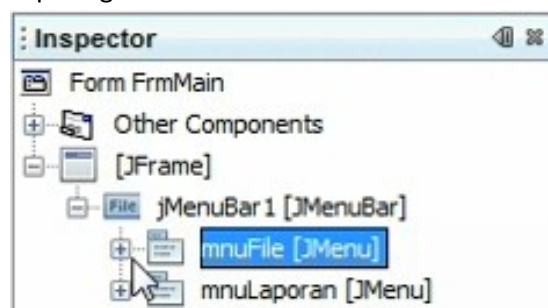 Inspector
Form FrmMain
Other Components
[JFrame]
File jMenuBar1 [JMenuBar]
mnuFile [JMenu]
mnuLaporan [JMenu]